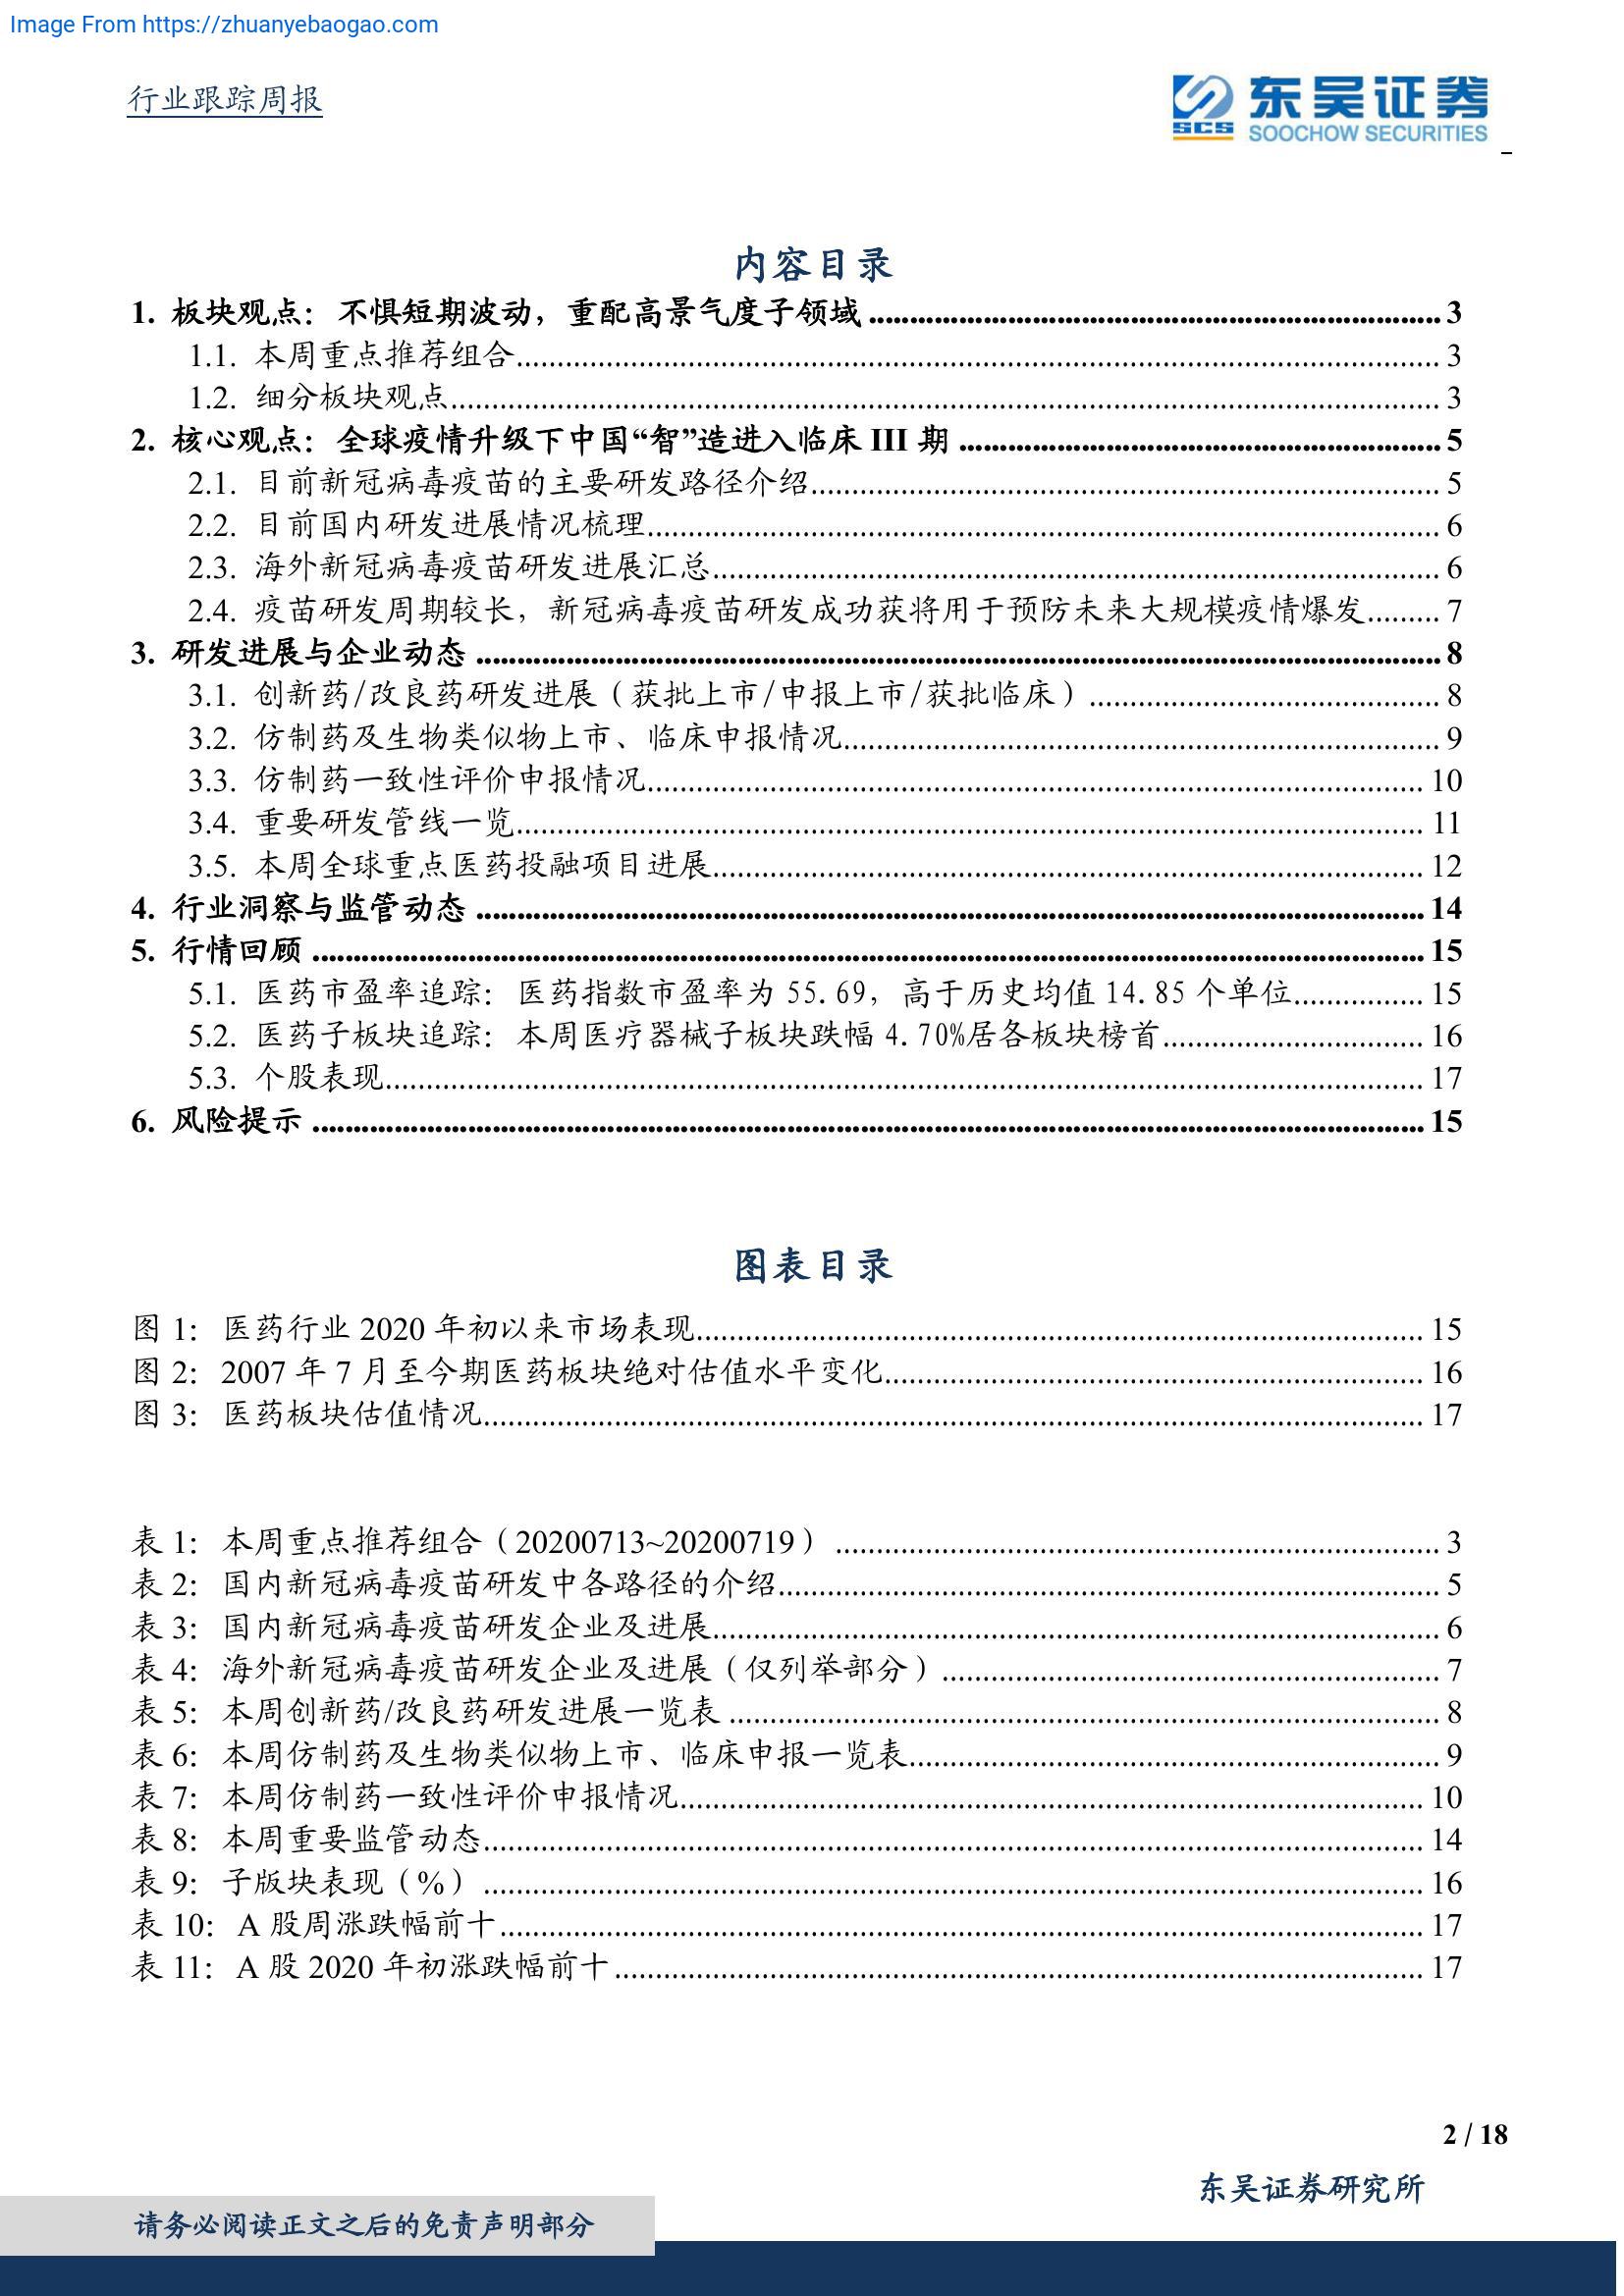 Image From https://zhuanyebaogao.com
行业跟踪周报
东吴证券
SCS
SOOCHOW SECURITIES
内容目录
1. 板块观点：不惧短期波动，重配高景气度子领域 3
1.1. 本周重点推荐组合 3
1.2. 细分板块观点 3
2. 核心观点：全球疫情升级下中国“智”造进入临床 III 期 5
2.1. 目前新冠病毒疫苗的主要研发路径介绍 5
2.2. 目前国内研发进展情况梳理 6
2.3. 海外新冠病毒疫苗研发进展汇总 6
2.4. 疫苗研发周期较长，新冠病毒疫苗研发成功获将用于预防未来大规模疫情爆发 7
3. 研发进展与企业动态 8
3.1. 创新药/改良药研发进展（获批上市/申报上市/获批临床） 8
3.2. 仿制药及生物类似物上市、临床申报情况 9
3.3. 仿制药一致性评价申报情况 10
3.4. 重要研发管线一览 11
3.5. 本周全球重点医药投融项目进展 12
4. 行业洞察与监管动态 14
5. 行情回顾 15
5.1. 医药市盈率追踪：医药指数市盈率为 55.69，高于历史均值 14.85 个单位 15
5.2. 医药子板块追踪：本周医疗器械子板块跌幅 4.70%居各板块榜首 16
5.3. 个股表现 17
6. 风险提示 15
图表目录
图 1：医药行业 2020 年初以来市场表现 15
图 2：2007 年 7 月至今期医药板块绝对估值水平变化 16
图 3：医药板块估值情况 17
表 1：本周重点推荐组合（20200713~20200719） 3
表 2：国内新冠病毒疫苗研发中各路径的介绍 5
表 3：国内新冠病毒疫苗研发企业及进展 6
表 4：海外新冠病毒疫苗研发企业及进展（仅列举部分） 7
表 5：本周创新药/改良药研发进展一览表 8
表 6：本周仿制药及生物类似物上市、临床申报一览表 9
表 7：本周仿制药一致性评价申报情况 10
表 8：本周重要监管动态 14
表 9：子版块表现（%） 16
表 10：A 股周涨跌幅前十 17
表 11：A 股 2020 年初涨跌幅前十 17
2 / 18
东吴证券研究所
请务必阅读正文之后的免责声明部分